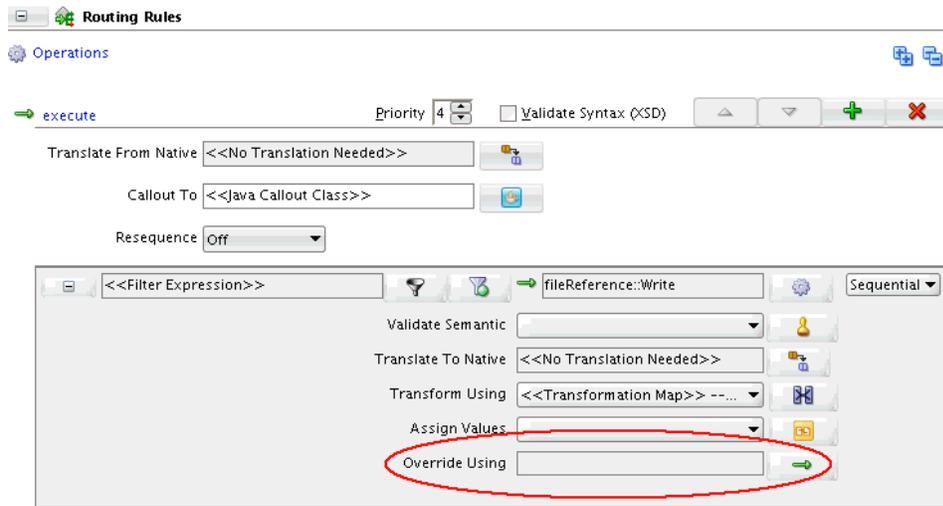 Routing Rules
Operations
execute Priority 4 Validate Syntax (XSD)
Translate From Native <<No Translation Needed>>
Callout To <<Java Callout Class>>
Resequence Off
<<Filter Expression>> fileReference::Write Sequential
Validate Semantic
Translate To Native <<No Translation Needed>>
Transform Using <<Transformation Map>> --...
Assign Values
Override Using